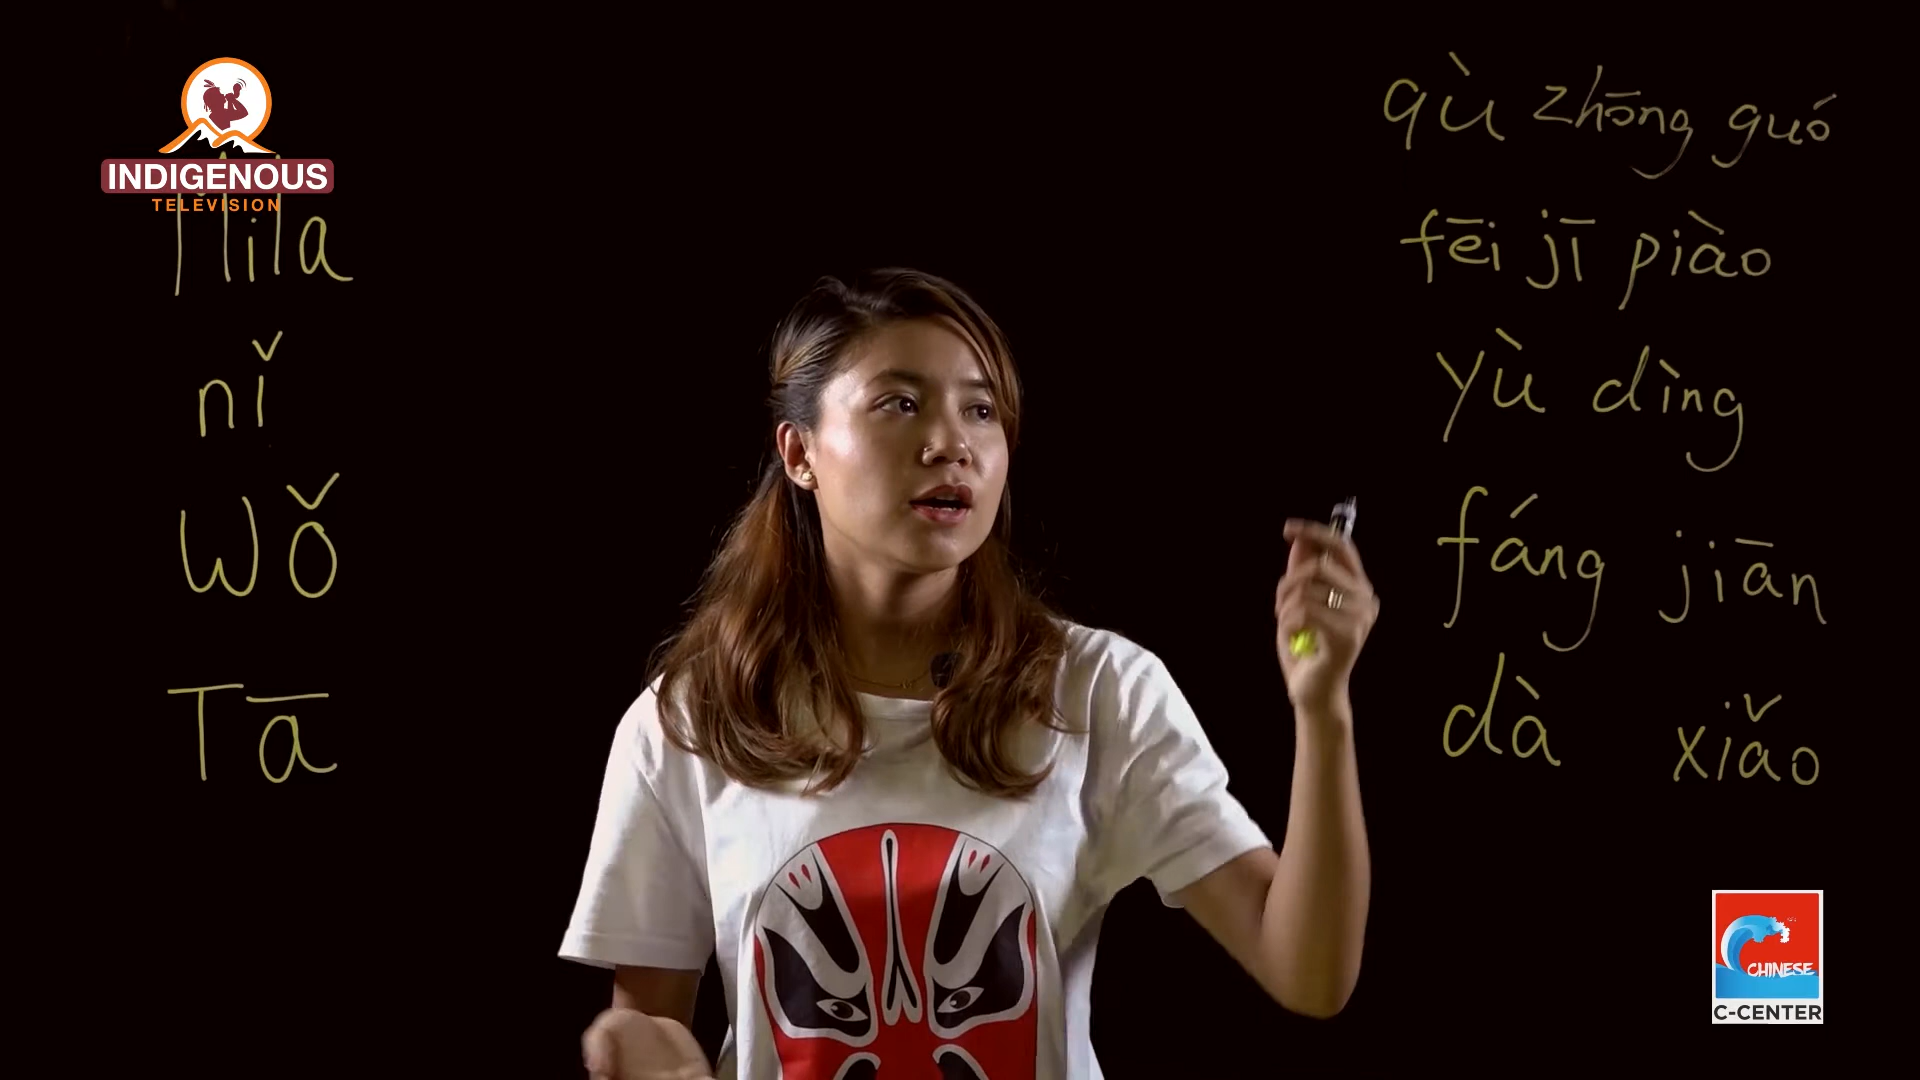 INDIGENOUS
TELEVISION
Mila
nǐ
Wǒ
Tā
qù zhōng guó
fēi jī piào
yù dìng
fáng jiān
dà xiǎo
CHINESE
C-CENTER